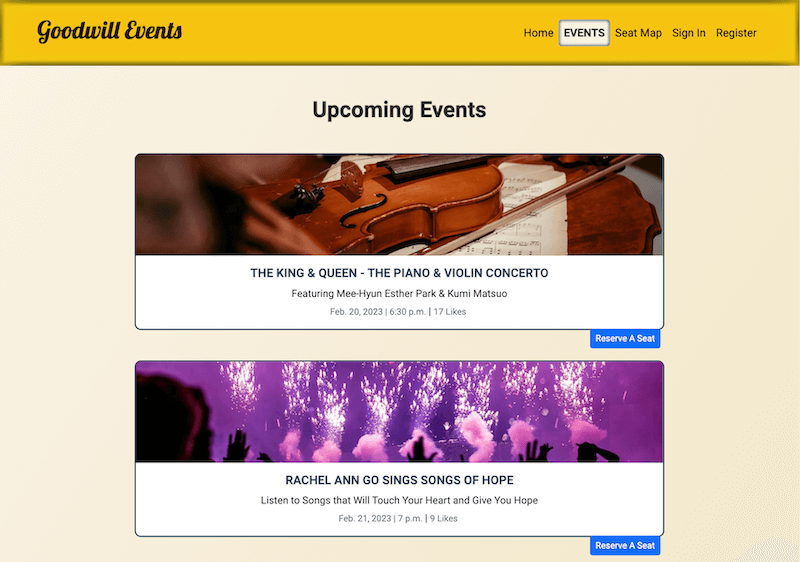 Goodwill Events
Home EVENTS Seat Map Sign In Register
Upcoming Events
THE KING & QUEEN - THE PIANO & VIOLIN CONCERTO
Featuring Mee-Hyun Esther Park & Kumi Matsuo
Feb. 20, 2023 | 6:30 p.m. | 17 Likes
Reserve A Seat
RACHEL ANN GO SINGS SONGS OF HOPE
Listen to Songs that Will Touch Your Heart and Give You Hope
Feb. 21, 2023 | 7 p.m. | 9 Likes
Reserve A Seat